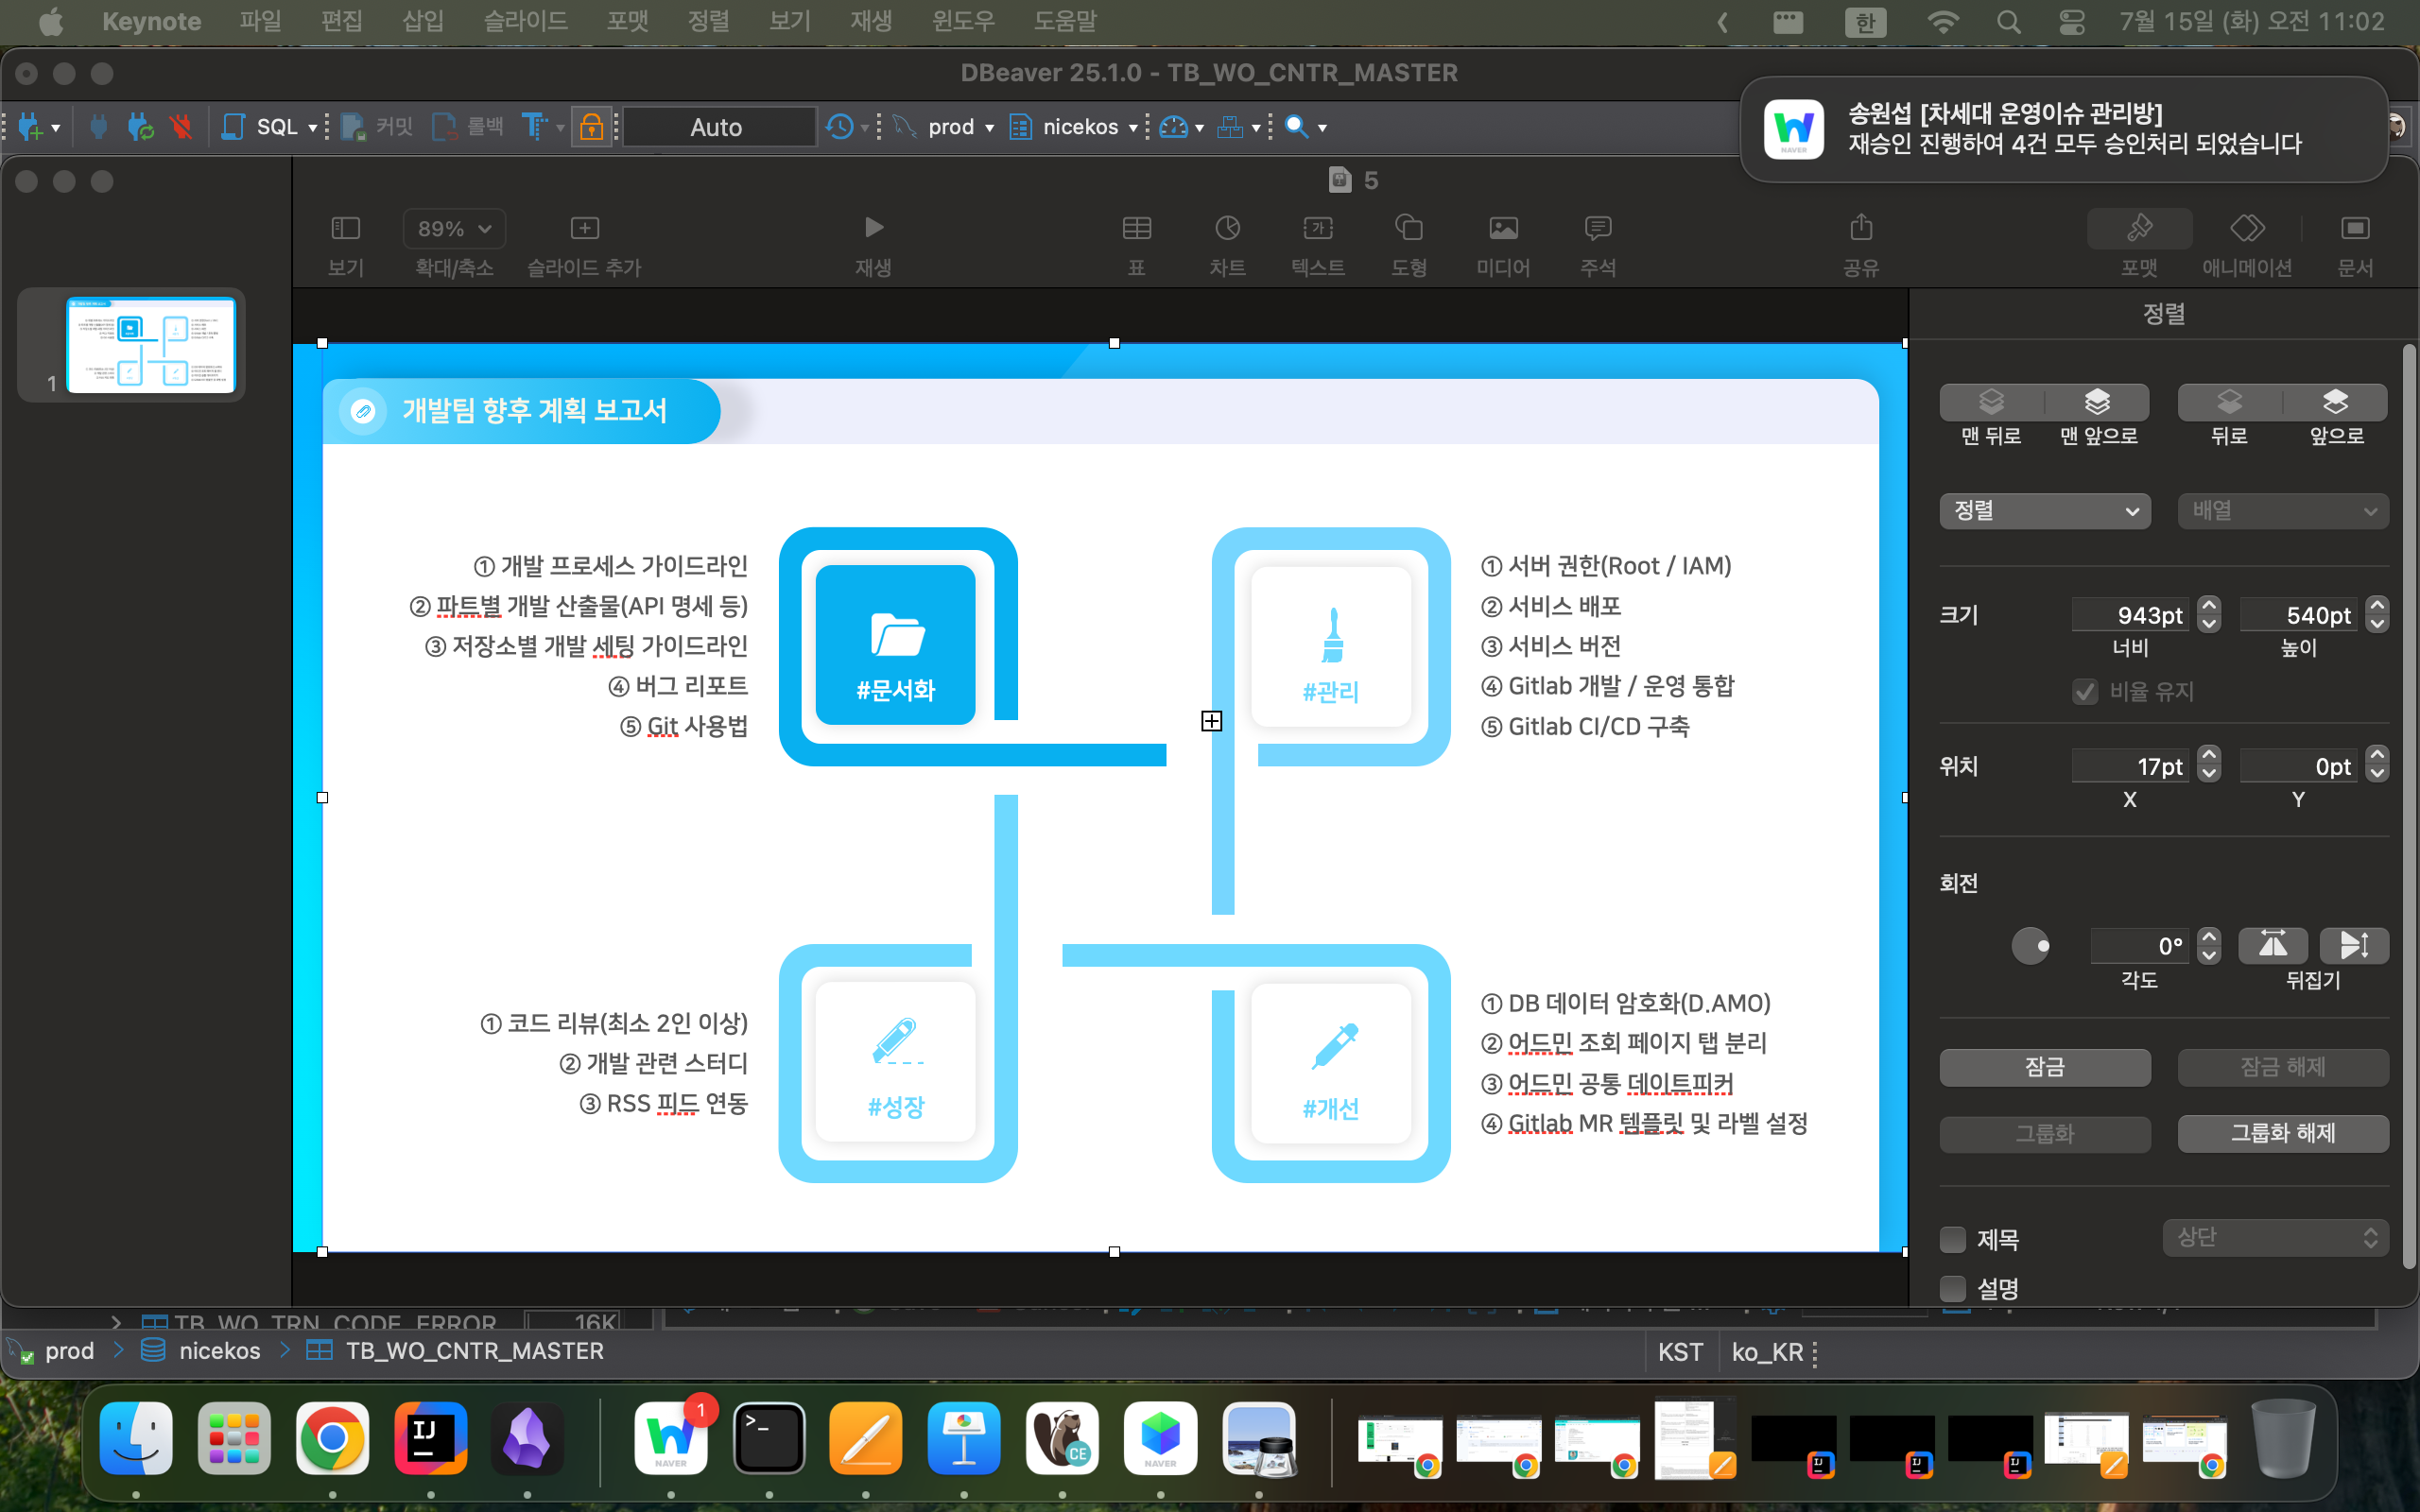 Keynote 파일 편집 삽입 슬라이드 포맷 정렬 보기 재생 윈도우 도움말 한 7월 15일 (화) 오전 11:02
DBeaver 25.1.0 - TB_WO_CNTR_MASTER
SQL 커밋 롤백 Auto prod nicekos
송원섭 [차세대 운영이슈 관리방]
재승인 진행하여 4건 모두 승인처리 되었습니다
NAVER
5
89%
보기 확대/축소 슬라이드 추가 재생 표 차트 텍스트 도형 미디어 주석 공유 포맷 애니메이션 문서
1
개발팀 향후 계획 보고서
① 개발 프로세스 가이드라인
② 파트별 개발 산출물(API 명세 등)
③ 저장소별 개발 세팅 가이드라인
④ 버그 리포트
⑤ Git 사용법
#문서화
#관리
① 서버 권한(Root / IAM)
② 서비스 배포
③ 서비스 버전
④ Gitlab 개발 / 운영 통합
⑤ Gitlab CI/CD 구축
① 코드 리뷰(최소 2인 이상)
② 개발 관련 스터디
③ RSS 피드 연동
#성장
#개선
① DB 데이터 암호화(D.AMO)
② 어드민 조회 페이지 탭 분리
③ 어드민 공통 데이트피커
④ Gitlab MR 템플릿 및 라벨 설정
정렬
맨 뒤로 맨 앞으로 뒤로 앞으로
정렬 배열
크기 943pt 540pt
너비 높이
비율 유지
위치 17pt 0pt
X Y
회전
0°
각도 뒤집기
잠금 잠금 해제
그룹화 그룹화 해제
제목 상단
설명
TB_WO_TRN_CODE_ERROR 16K
prod nicekos TB_WO_CNTR_MASTER KST ko_KR
IJ
NAVER
1
>_
CE
NAVER